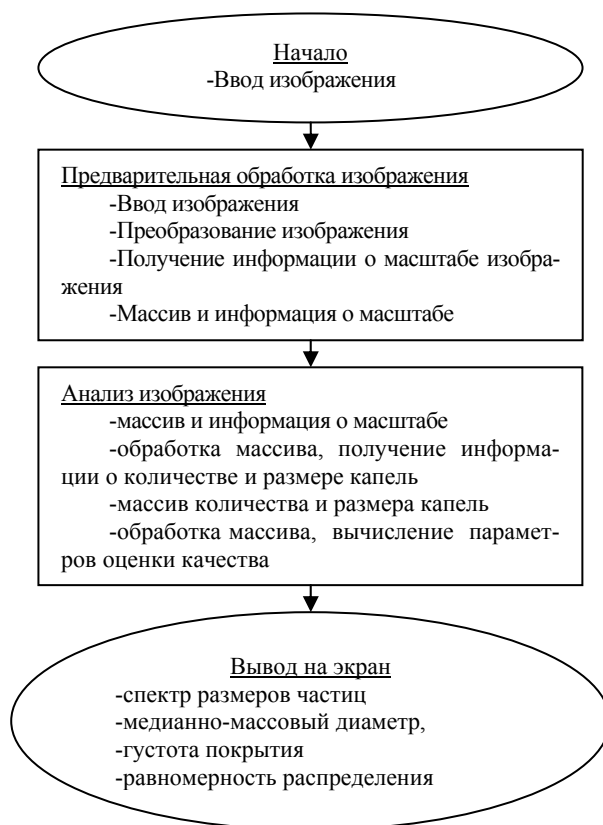 Начало
-Ввод изображения
Предварительная обработка изображения
-Ввод изображения
-Преобразование изображения
-Получение информации о масштабе изобра-
жения
-Массив и информация о масштабе
Анализ изображения
-массив и информация о масштабе
-обработка массива, получение информа-
ции о количестве и размере капель
-массив количества и размера капель
-обработка массива, вычисление парамет-
ров оценки качества
Вывод на экран
-спектр размеров частиц
-медианно-массовый диаметр,
-густота покрытия
-равномерность распределения